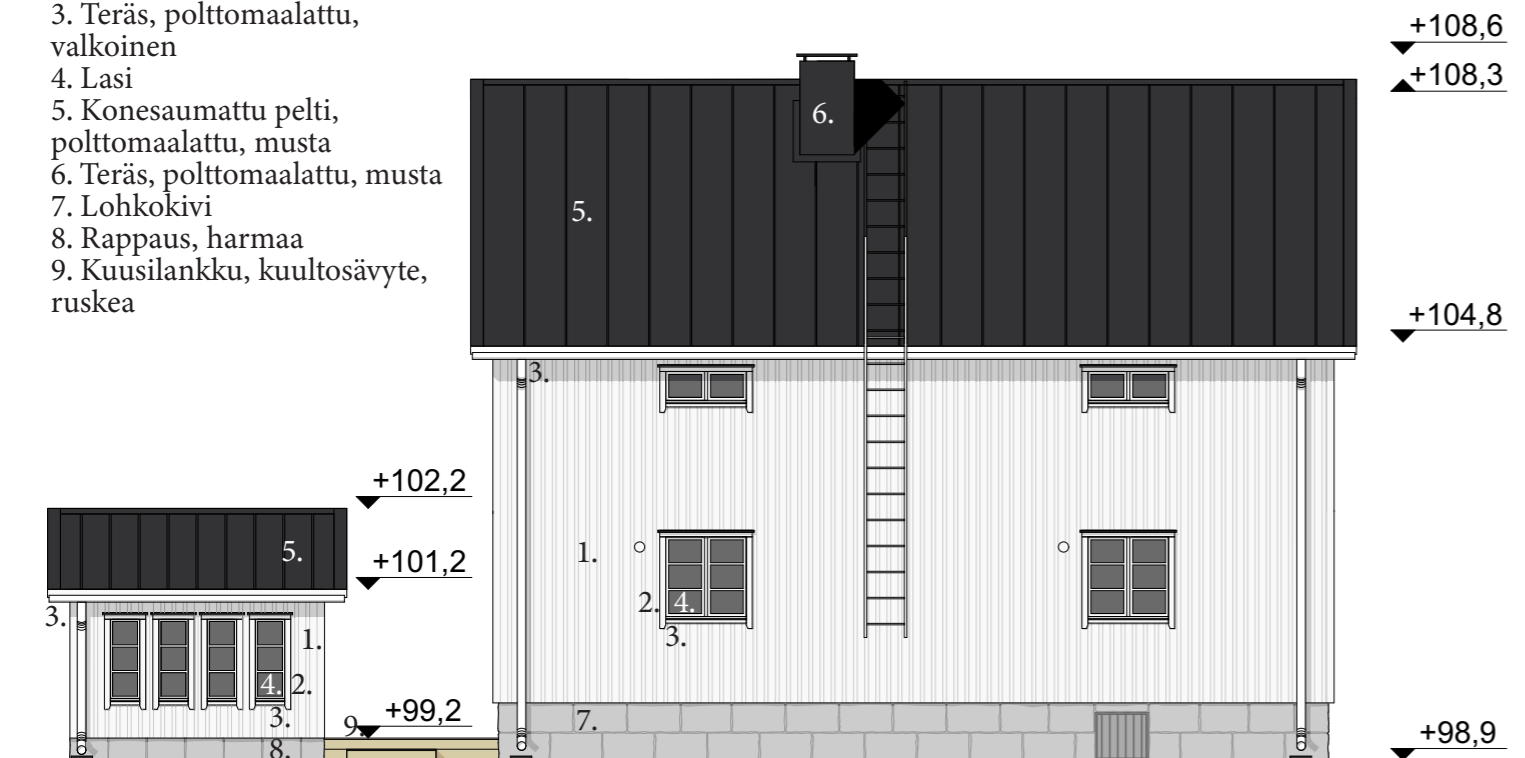 3. Teräs, polttomaalattu,
valkoinen
4. Lasi
5. Konesaumattu pelti,
polttomaalattu, musta
6. Teräs, polttomaalattu, musta
7. Lohkokivi
8. Rappaus, harmaa
9. Kuusilankku, kuultosävyte,
ruskea
+108,6
+108,3
6.
5.
+104,8
3.
+102,2
5.
+101,2
1.
2. 4.
3.
3.
1.
4. 2.
3.
9.
+99,2
7.
8.
+98,9